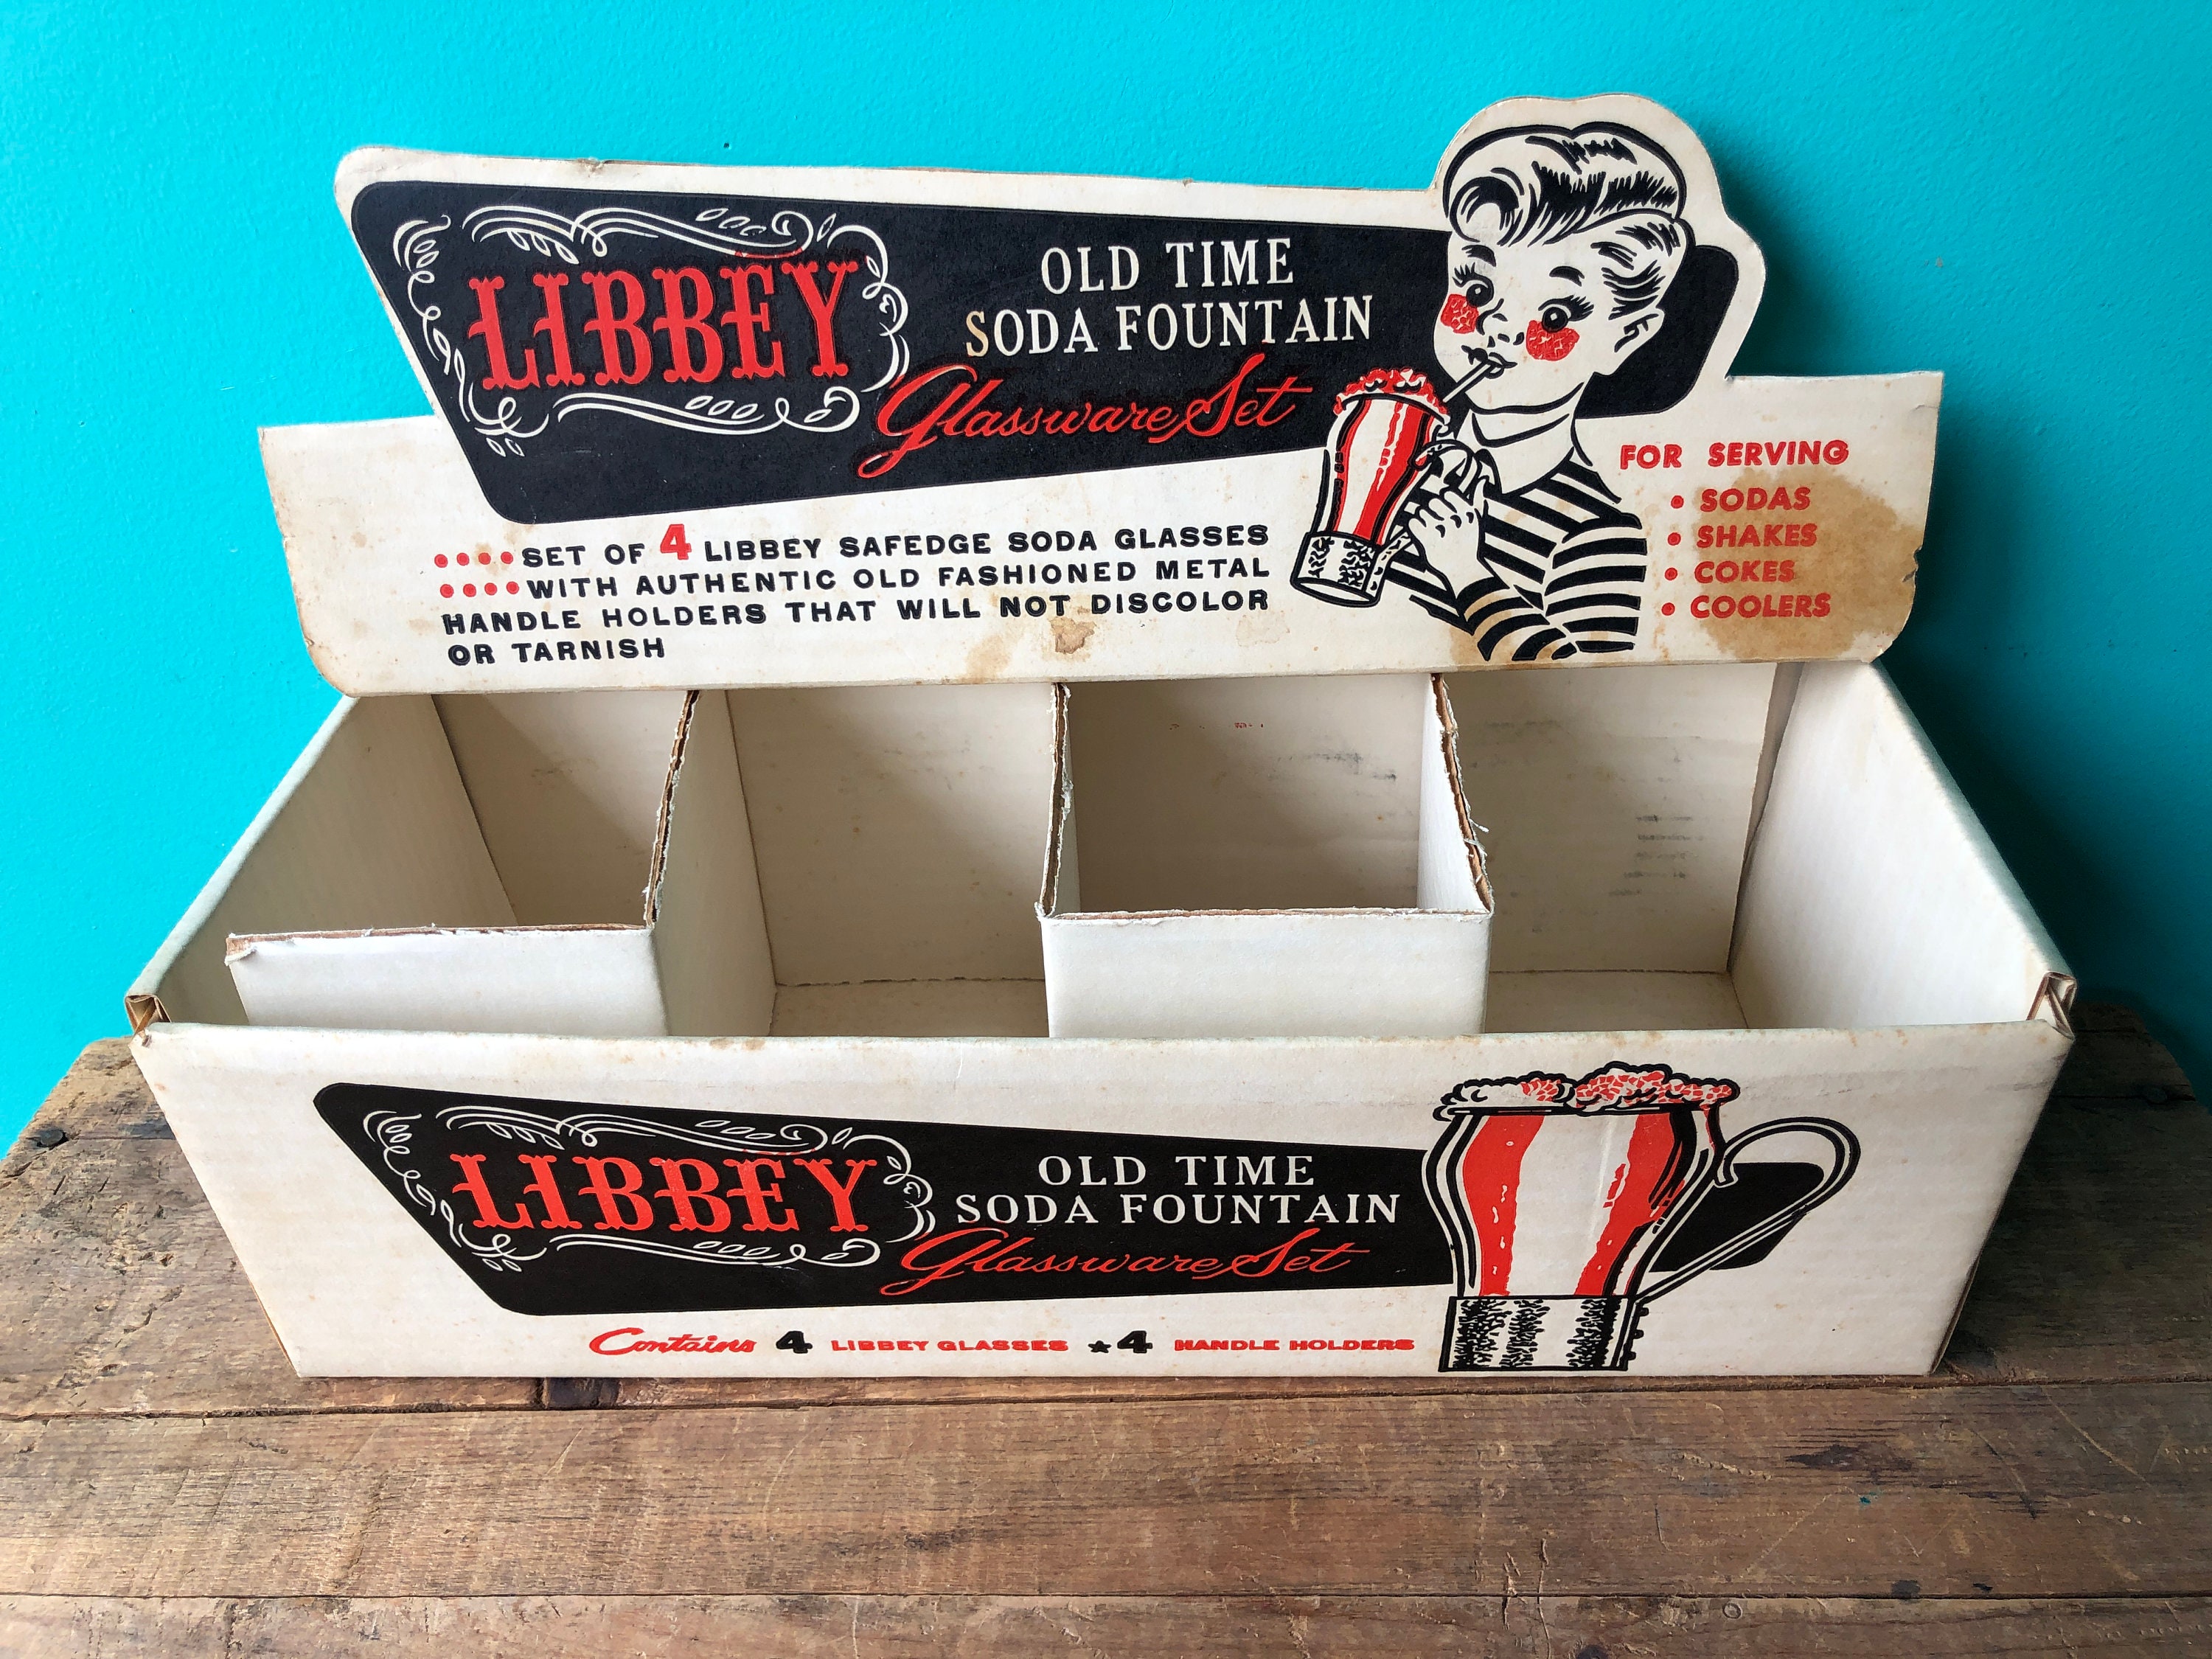 LIBBEY
OLD TIME
SODA FOUNTAIN
Glassware Set
FOR SERVING
• SODAS
• SHAKES
• COKES
• COOLERS
••••SET OF 4 LIBBEY SAFEDGE SODA GLASSES
••••WITH AUTHENTIC OLD FASHIONED METAL
HANDLE HOLDERS THAT WILL NOT DISCOLOR
OR TARNISH
LIBBEY
OLD TIME
SODA FOUNTAIN
Glassware Set
Contains 4 LIBBEY GLASSES ★ 4 HANDLE HOLDERS